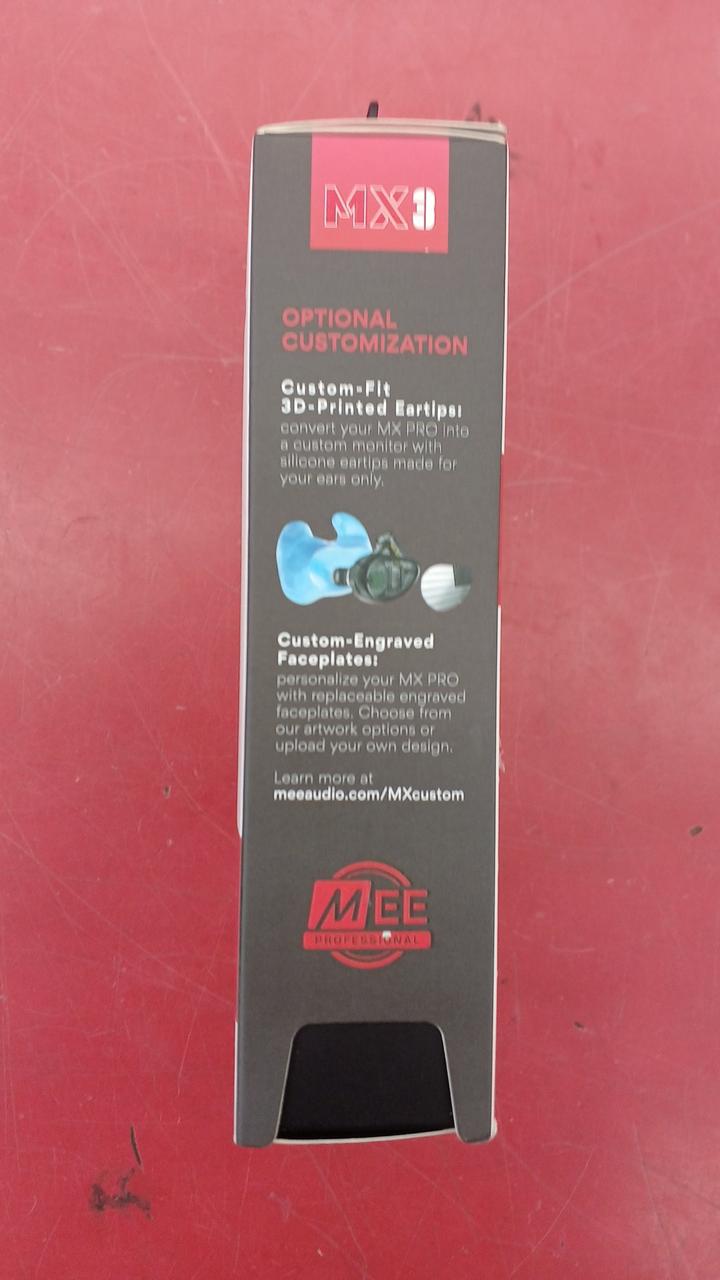 MX3
OPTIONAL
CUSTOMIZATION
Custom-Fit
3D-Printed Eartips:
convert your MX PRO into
a custom monitor with
silicone eartips made for
your ears only.
Custom-Engraved
Faceplates:
personalize your MX PRO
with replaceable engraved
faceplates. Choose from
our artwork options or
upload your own design.
Learn more at
meeaudio.com/MXcustom
MEE
PROFESSIONAL